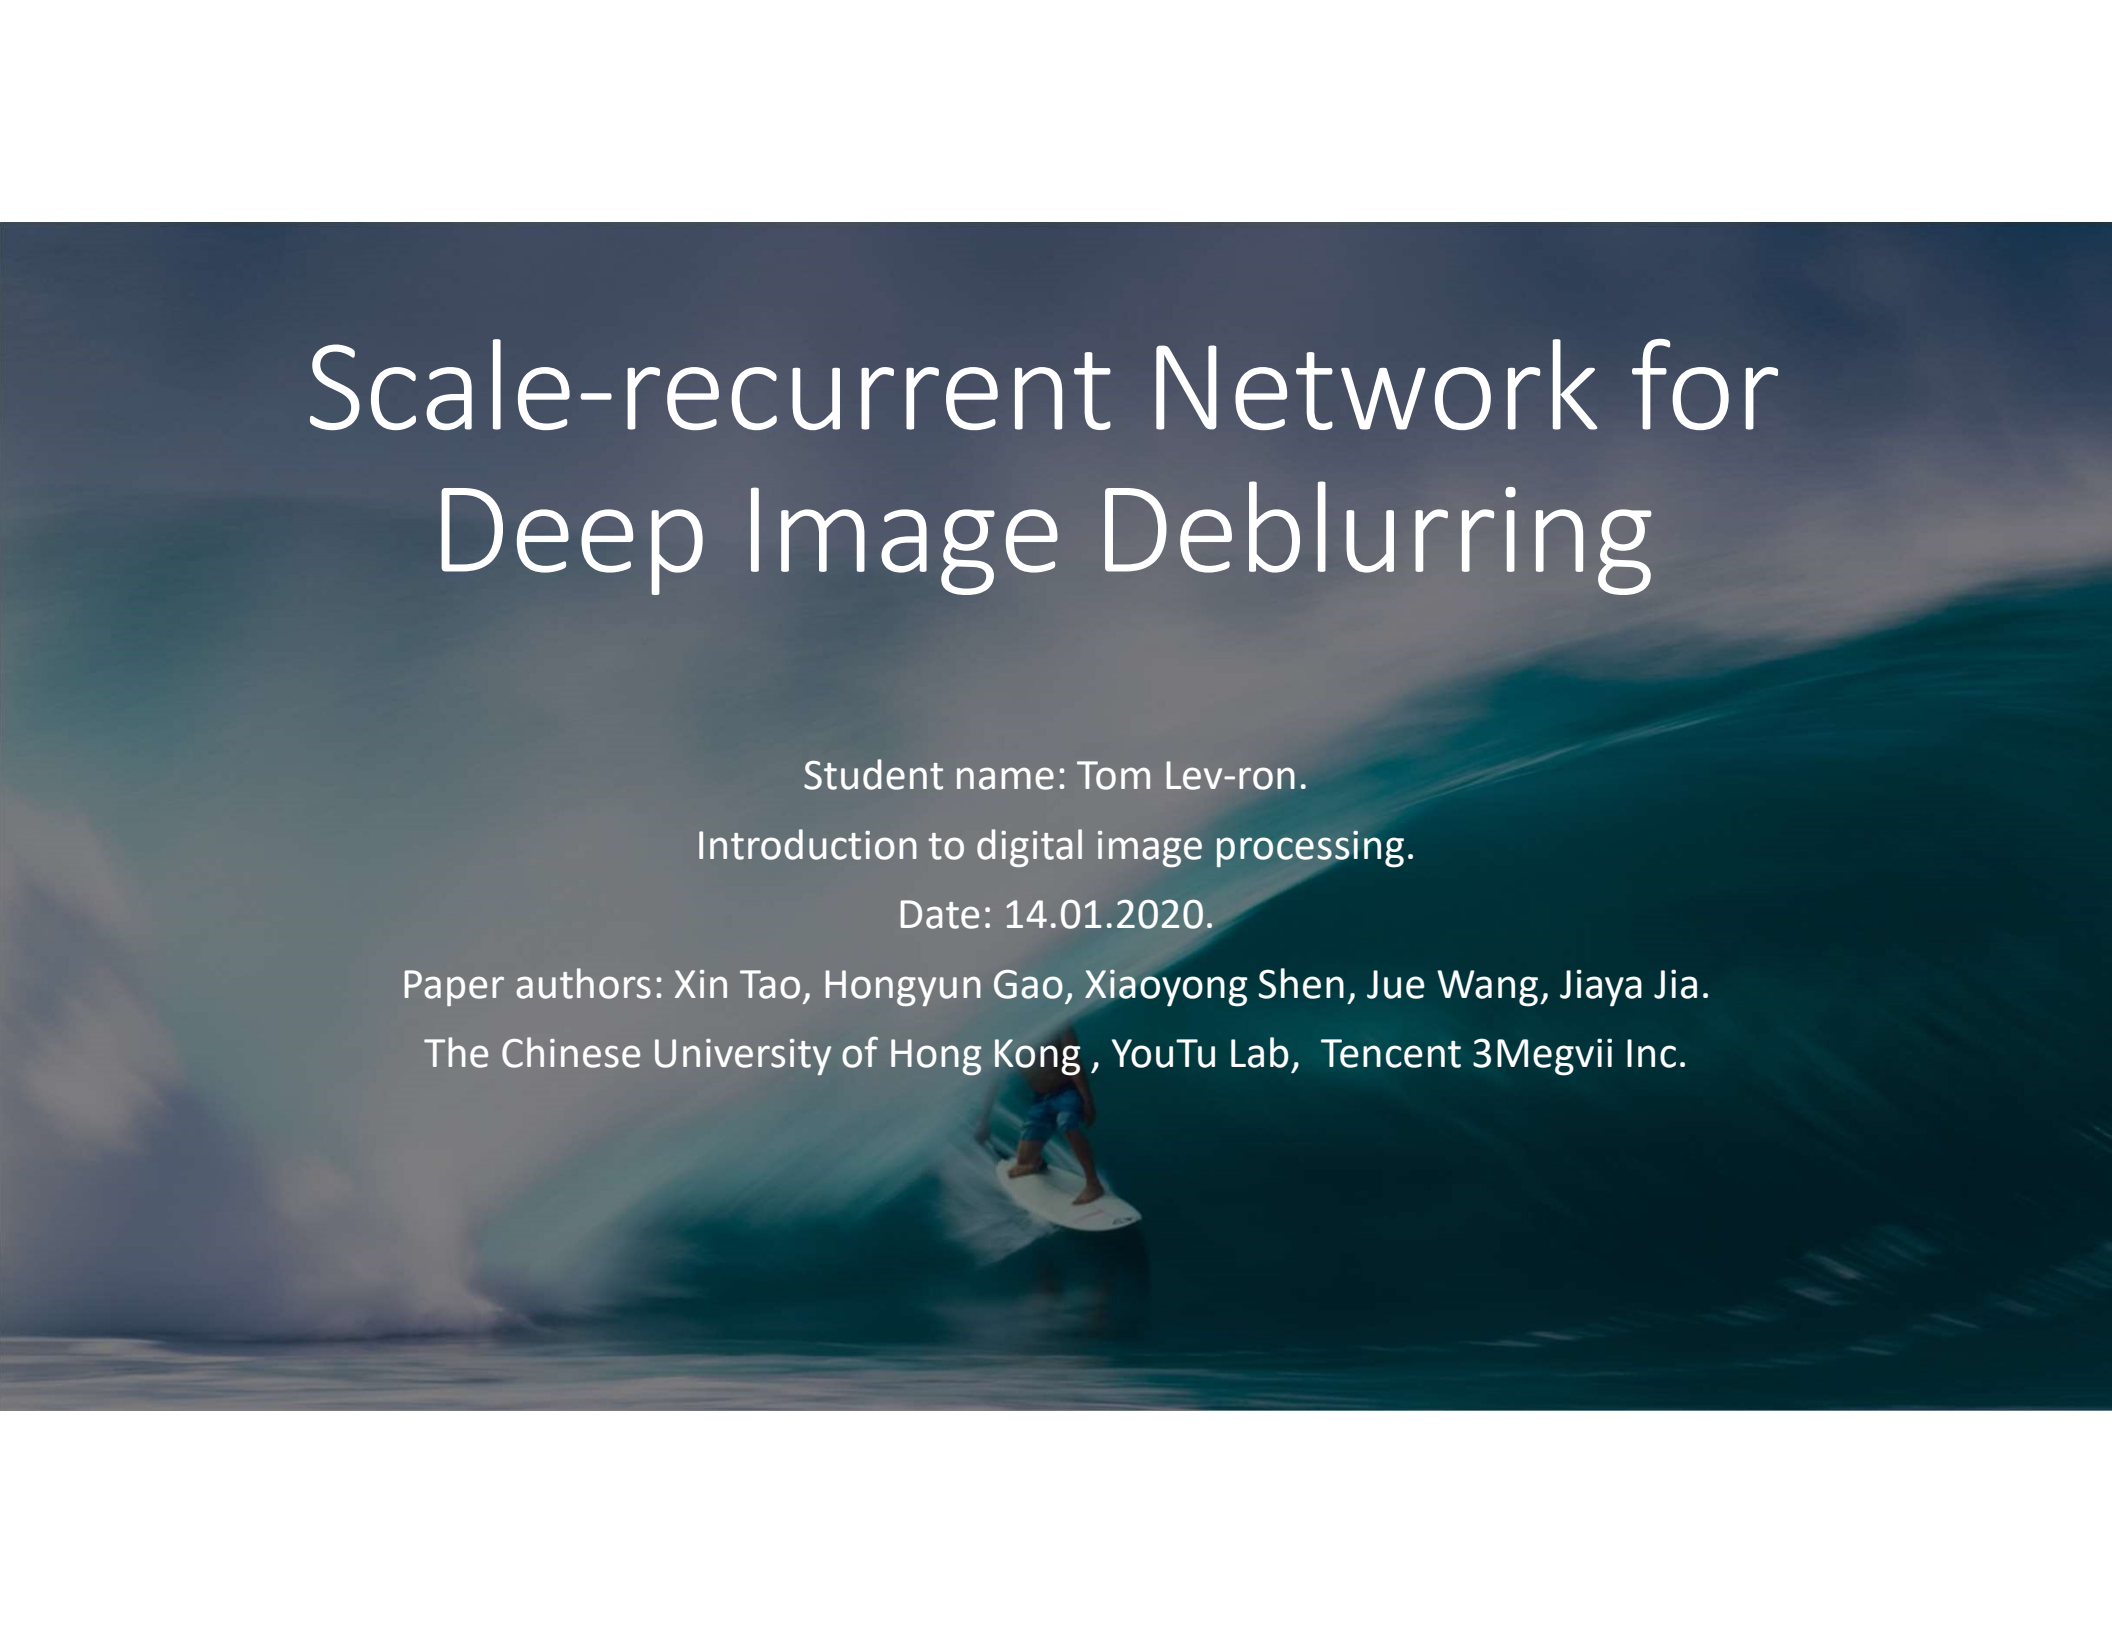 Scale-recurrent Network for
Deep Image Deblurring
Student name: Tom Lev-ron.
Introduction to digital image processing.
Date: 14.01.2020.
Paper authors: Xin Tao, Hongyun Gao, Xiaoyong Shen, Jue Wang, Jiaya Jia.
The Chinese University of Hong Kong , YouTu Lab,  Tencent 3Megvii Inc.